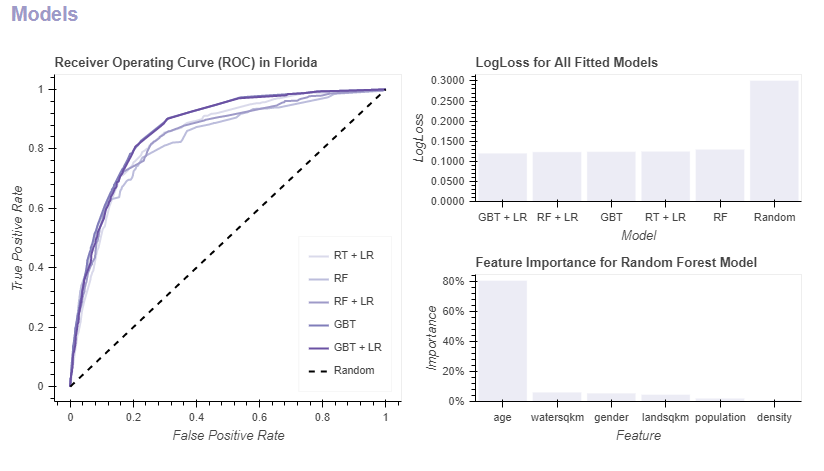 Models
Receiver Operating Curve (ROC) in Florida
True Positive Rate
1
0.8
0.6
0.4
0.2
0
0 0.2 0.4 0.6 0.8 1
False Positive Rate
RT + LR
RF
RF + LR
GBT
GBT + LR
Random
LogLoss for All Fitted Models
LogLoss
0.3000
0.2500
0.2000
0.1500
0.1000
0.0500
0.0000
GBT + LR RF + LR GBT RT + LR RF Random
Model
Feature Importance for Random Forest Model
Importance
80%
60%
40%
20%
0%
age watersqkm gender landsqkm population density
Feature